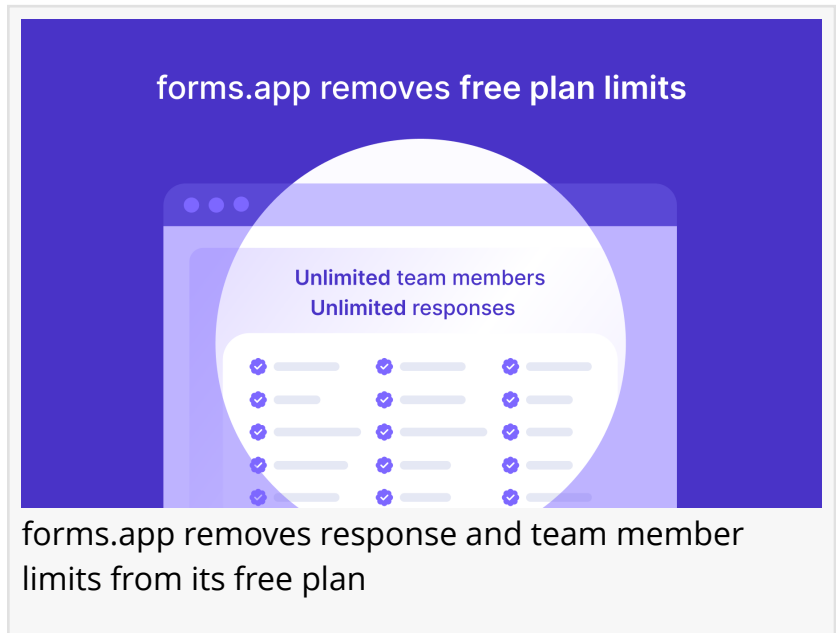 forms.app removes free plan limits
Unlimited team members
Unlimited responses
forms.app removes response and team member
limits from its free plan